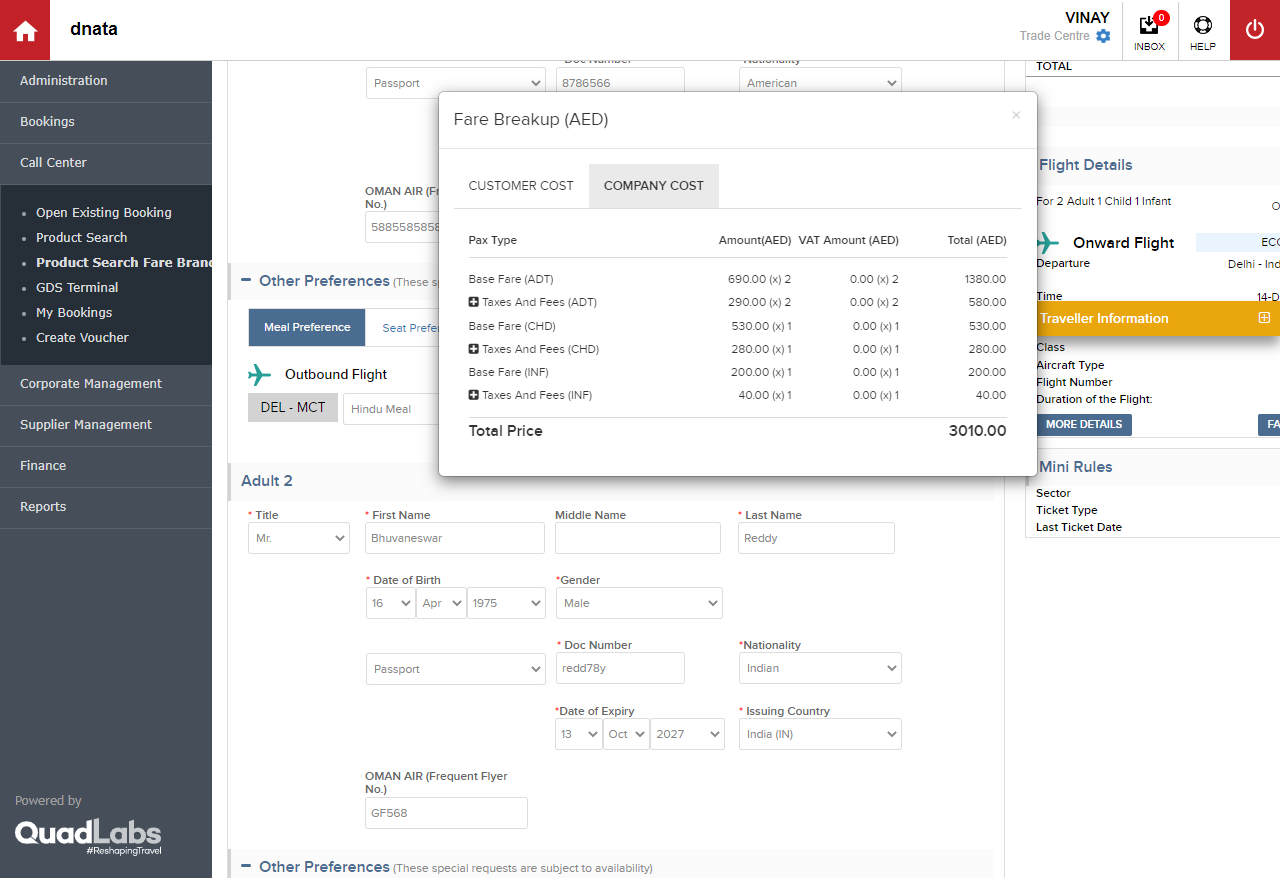 dnata
VINAY
Trade Centre
0
INBOX
HELP
Administration
Bookings
Call Center
Open Existing Booking
Product Search
Product Search Fare Bran
GDS Terminal
My Bookings
Create Voucher
Corporate Management
Supplier Management
Finance
Reports
Powered by
QuadLabs
#ReshapingTravel
Doc Number
Nationality
Passport
8786566
American
OMAN AIR (Fr
No.)
5885585858
Other Preferences (These sp
Meal Preference
Seat Prefer
Outbound Flight
DEL - MCT
Hindu Meal
Fare Breakup (AED)
×
CUSTOMER COST
COMPANY COST
Pax Type Amount(AED) VAT Amount (AED) Total (AED)
Base Fare (ADT) 690.00 (x) 2 0.00 (x) 2 1380.00
Taxes And Fees (ADT) 290.00 (x) 2 0.00 (x) 2 580.00
Base Fare (CHD) 530.00 (x) 1 0.00 (x) 1 530.00
Taxes And Fees (CHD) 280.00 (x) 1 0.00 (x) 1 280.00
Base Fare (INF) 200.00 (x) 1 0.00 (x) 1 200.00
Taxes And Fees (INF) 40.00 (x) 1 0.00 (x) 1 40.00
Total Price 3010.00
Adult 2
* Title * First Name Middle Name * Last Name
Mr. Bhuvaneswar Reddy
* Date of Birth *Gender
16 Apr 1975 Male
* Doc Number *Nationality
Passport redd78y Indian
*Date of Expiry * Issuing Country
13 Oct 2027 India (IN)
OMAN AIR (Frequent Flyer
No.)
GF568
Other Preferences (These special requests are subject to availability)
TOTAL
Flight Details
For 2 Adult 1 Child 1 Infant
O
Onward Flight
ECO
Departure
Delhi - Ind
Time
14-D
Traveller Information
Class
Aircraft Type
Flight Number
Duration of the Flight:
MORE DETAILS
FA
Mini Rules
Sector
Ticket Type
Last Ticket Date